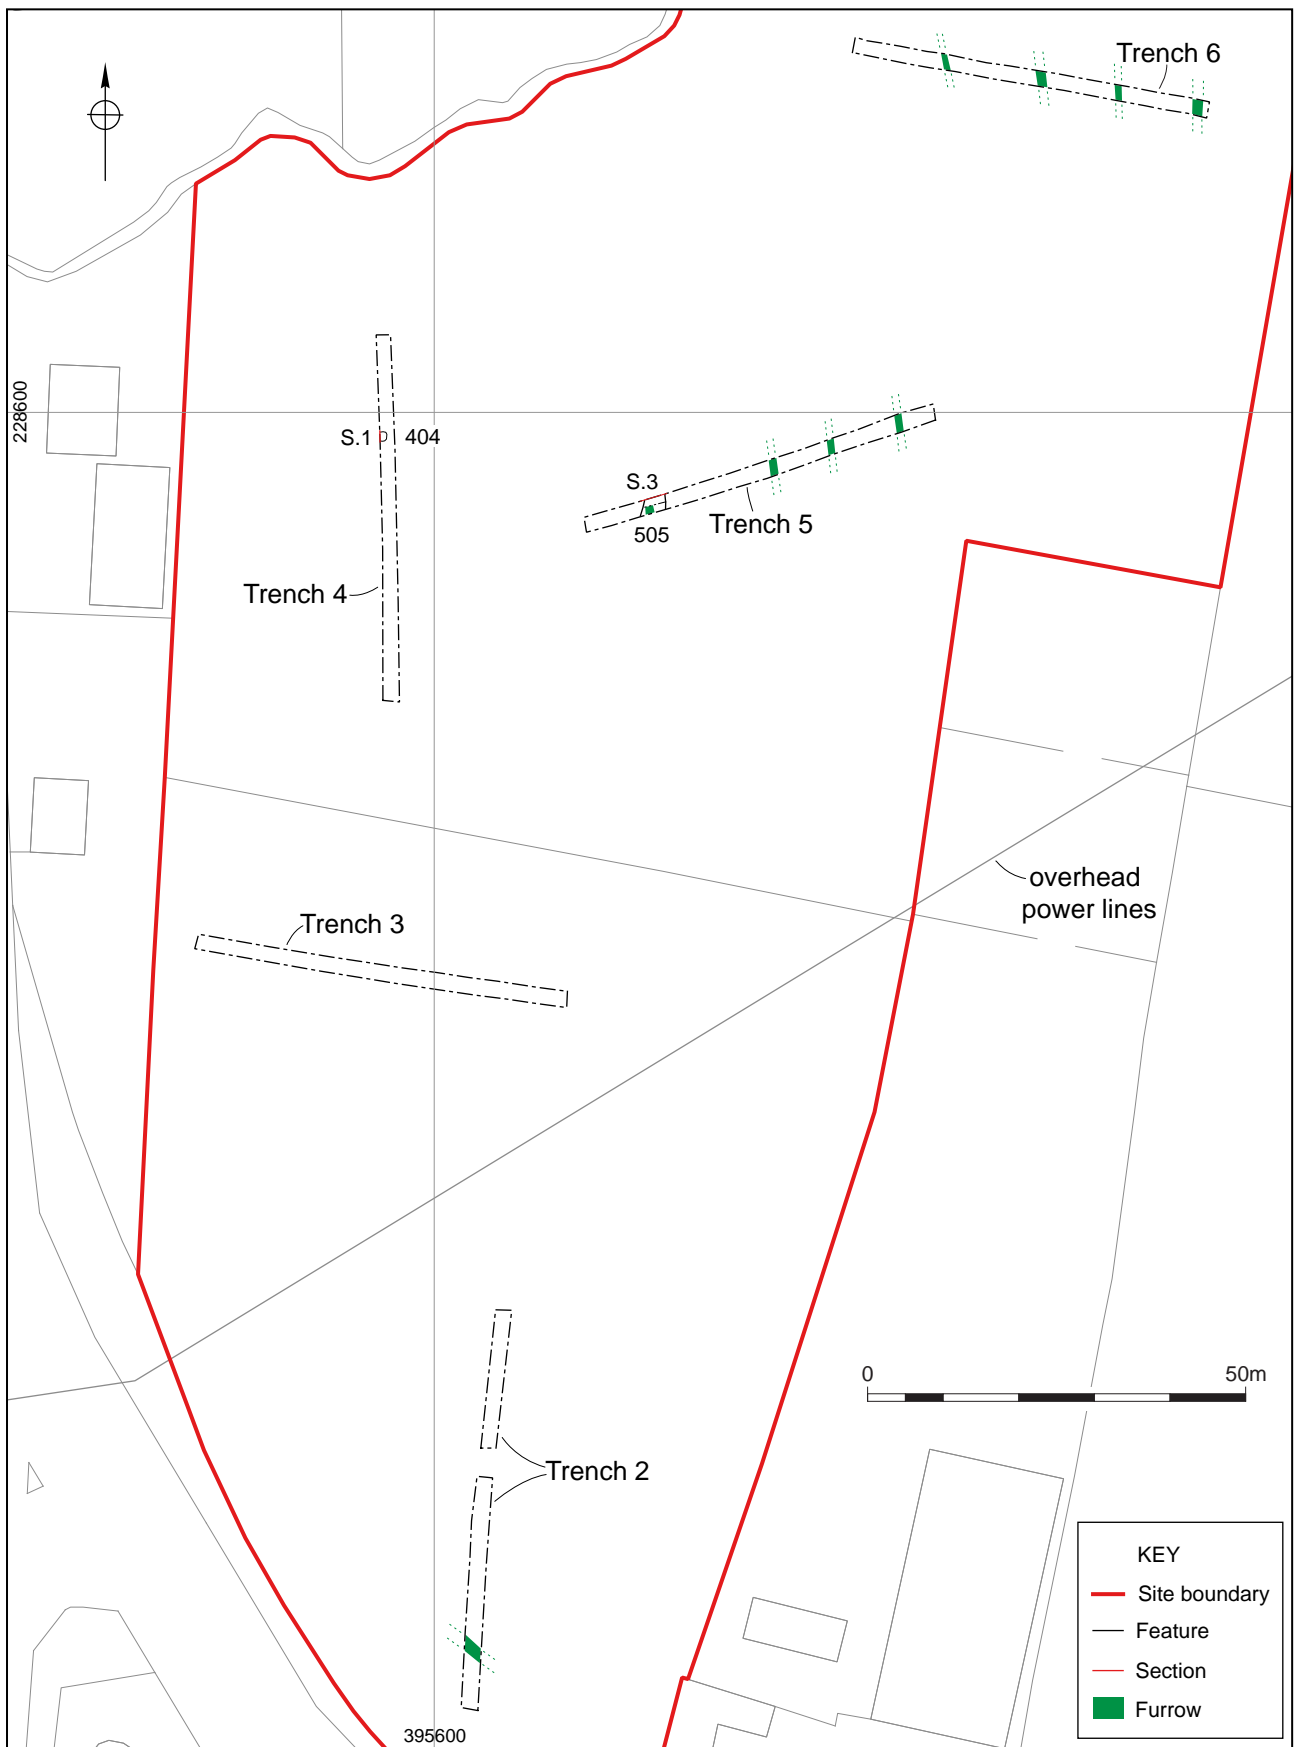 Trench 6
228600
S.1
404
S.3
505
Trench 5
Trench 4
overhead
power lines
Trench 3
0
50m
Trench 2
KEY
Site boundary
Feature
Section
Furrow
395600